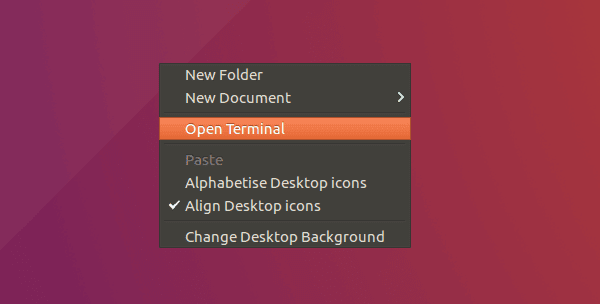 New Folder
New Document
Open Terminal
Paste
Alphabetise Desktop icons
Align Desktop icons
Change Desktop Background